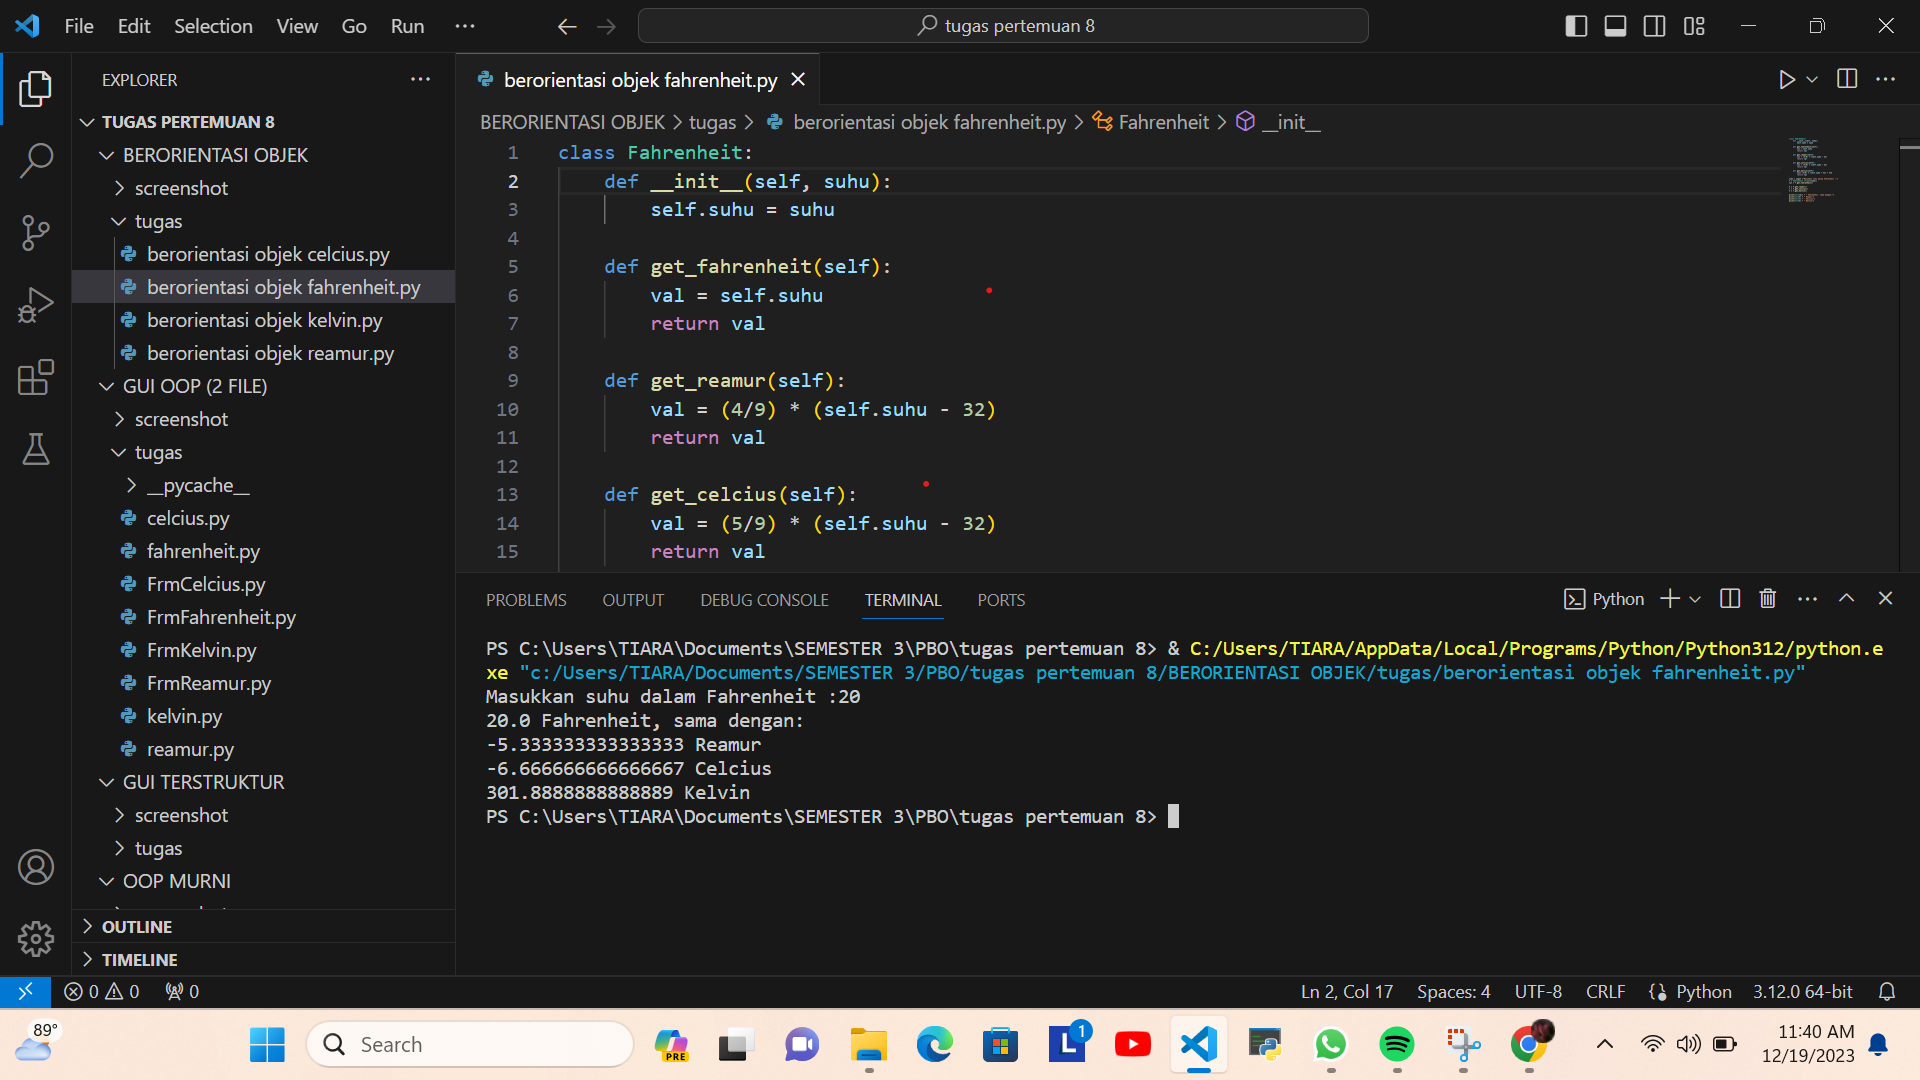 File Edit Selection View Go Run ···
tugas pertemuan 8
EXPLORER
TUGAS PERTEMUAN 8
BERORIENTASI OBJEK
screenshot
tugas
berorientasi objek celcius.py
berorientasi objek fahrenheit.py
berorientasi objek kelvin.py
berorientasi objek reamur.py
GUI OOP (2 FILE)
screenshot
tugas
__pycache__
celcius.py
fahrenheit.py
FrmCelcius.py
FrmFahrenheit.py
FrmKelvin.py
FrmReamur.py
kelvin.py
reamur.py
GUI TERSTRUKTUR
screenshot
tugas
OOP MURNI
OUTLINE
TIMELINE
berorientasi objek fahrenheit.py
BERORIENTASI OBJEK > tugas > berorientasi objek fahrenheit.py > Fahrenheit > __init__
1 class Fahrenheit:
2     def __init__(self, suhu):
3         self.suhu = suhu
4
5     def get_fahrenheit(self):
6         val = self.suhu
7         return val
8
9     def get_reamur(self):
10         val = (4/9) * (self.suhu - 32)
11         return val
12
13     def get_celcius(self):
14         val = (5/9) * (self.suhu - 32)
15         return val
PROBLEMS OUTPUT DEBUG CONSOLE TERMINAL PORTS
Python
PS C:\Users\TIARA\Documents\SEMESTER 3\PBO\tugas pertemuan 8> & C:/Users/TIARA/AppData/Local/Programs/Python/Python312/python.e
xe "c:/Users/TIARA/Documents/SEMESTER 3/PBO/tugas pertemuan 8/BERORIENTASI OBJEK/tugas/berorientasi objek fahrenheit.py"
Masukkan suhu dalam Fahrenheit :20
20.0 Fahrenheit, sama dengan:
-5.333333333333333 Reamur
-6.666666666666667 Celcius
301.8888888888889 Kelvin
PS C:\Users\TIARA\Documents\SEMESTER 3\PBO\tugas pertemuan 8>
0 0 0
Ln 2, Col 17 Spaces: 4 UTF-8 CRLF Python 3.12.0 64-bit
89°
Search
PRE
L
1
11:40 AM
12/19/2023